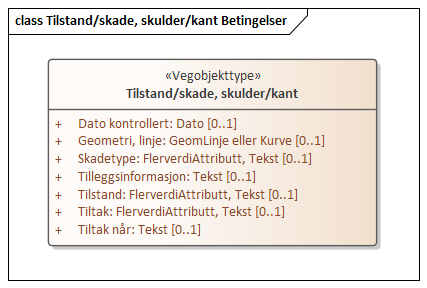 class Tilstand/skade, skulder/kant Betingelser
«Vegobjekttype»
Tilstand/skade, skulder/kant
+ Dato kontrollert: Dato [0..1]
+ Geometri, linje: GeomLinje eller Kurve [0..1]
+ Skadetype: FlerverdiAttributt, Tekst [0..1]
+ Tilleggsinformasjon: Tekst [0..1]
+ Tilstand: FlerverdiAttributt, Tekst [0..1]
+ Tiltak: FlerverdiAttributt, Tekst [0..1]
+ Tiltak når: Tekst [0..1]